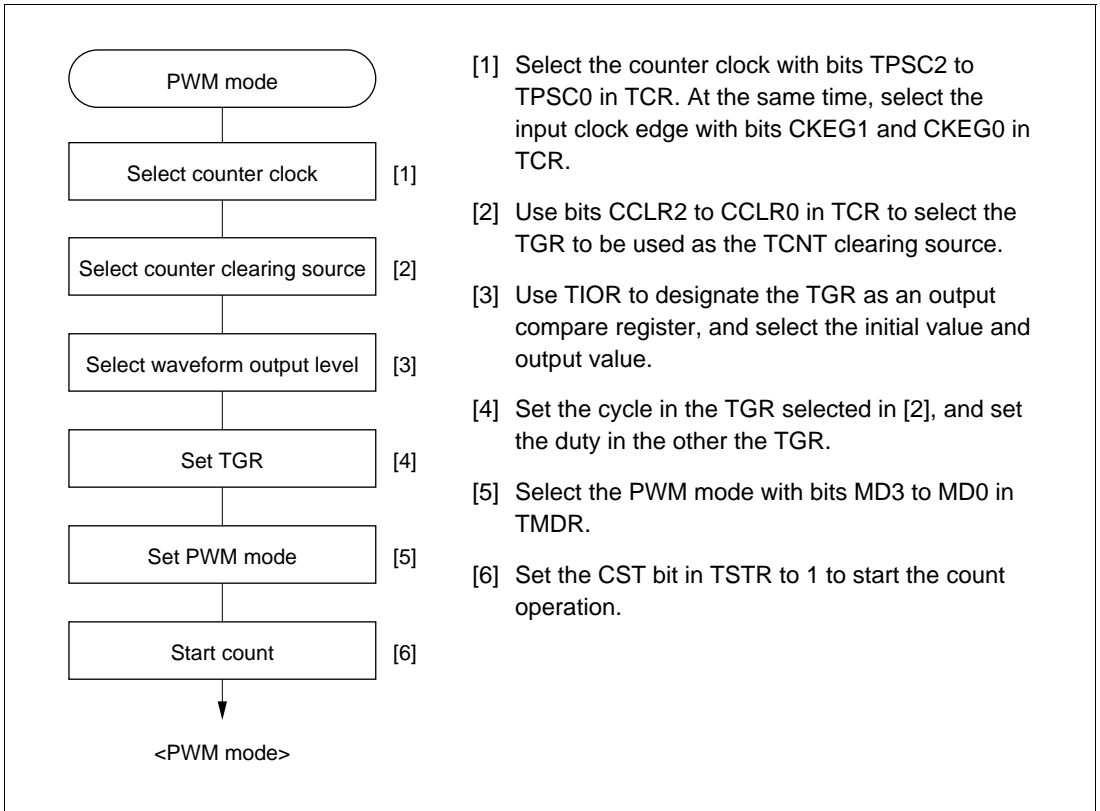 PWM mode
Select counter clock [1]
Select counter clearing source [2]
Select waveform output level [3]
Set TGR [4]
Set PWM mode [5]
Start count [6]
<PWM mode>
[1] Select the counter clock with bits TPSC2 to
TPSC0 in TCR. At the same time, select the
input clock edge with bits CKEG1 and CKEG0 in
TCR.
[2] Use bits CCLR2 to CCLR0 in TCR to select the
TGR to be used as the TCNT clearing source.
[3] Use TIOR to designate the TGR as an output
compare register, and select the initial value and
output value.
[4] Set the cycle in the TGR selected in [2], and set
the duty in the other the TGR.
[5] Select the PWM mode with bits MD3 to MD0 in
TMDR.
[6] Set the CST bit in TSTR to 1 to start the count
operation.